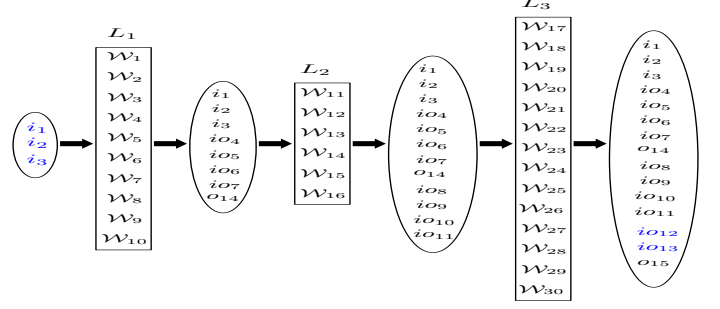 i₁
i₂
i₃
L₁
𝒲₁
𝒲₂
𝒲₃
𝒲₄
𝒲₅
𝒲₆
𝒲₇
𝒲₈
𝒲₉
𝒲₁₀
i₁
i₂
i₃
io₄
io₅
io₆
io₇
o₁₄
L₂
𝒲₁₁
𝒲₁₂
𝒲₁₃
𝒲₁₄
𝒲₁₅
𝒲₁₆
i₁
i₂
i₃
io₄
io₅
io₆
io₇
o₁₄
io₈
io₉
io₁₀
io₁₁
L₃
𝒲₁₇
𝒲₁₈
𝒲₁₉
𝒲₂₀
𝒲₂₁
𝒲₂₂
𝒲₂₃
𝒲₂₄
𝒲₂₅
𝒲₂₆
𝒲₂₇
𝒲₂₈
𝒲₂₉
𝒲₃₀
i₁
i₂
i₃
io₄
io₅
io₆
io₇
o₁₄
io₈
io₉
io₁₀
io₁₁
io₁₂
io₁₃
o₁₅